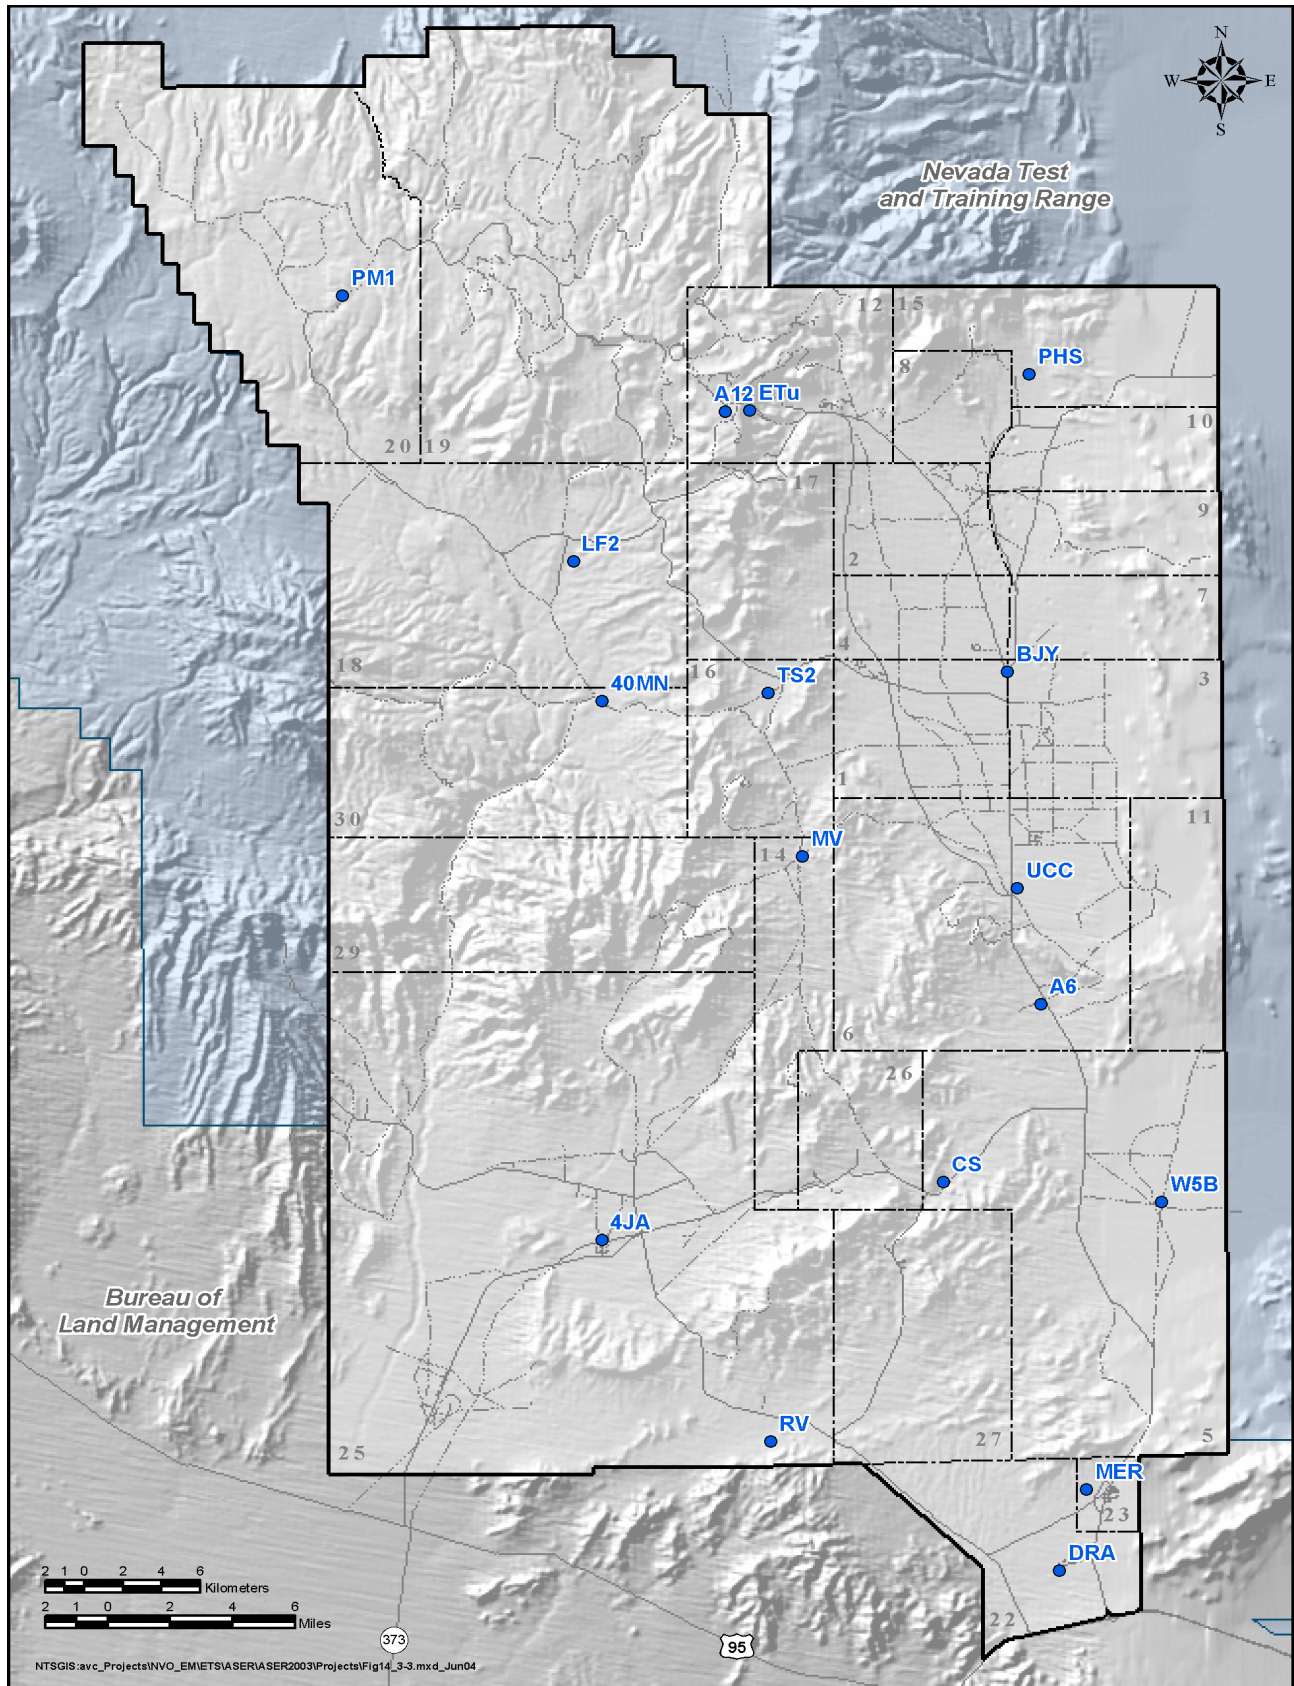 N
W E
S
Nevada Test
and Training Range
PM1
12 15
PHS
8
A12 ETu
10
20 19
17
9
LF2
2
7
4
BJY
18
16
TS2
3
40MN
1
30
11
MV
14
UCC
29
A6
6
26
CS
W5B
4JA
Bureau of
Land Management
RV
25
27
5
MER
23
DRA
22
2 1 0 2 4 6
Kilometers
2 1 0 2 4 6
Miles
373
95
NTSGIS:avc_Projects\NVO_EM\ETS\ASER\ASER2003\Projects\Fig14_3-3.mxd_Jun04